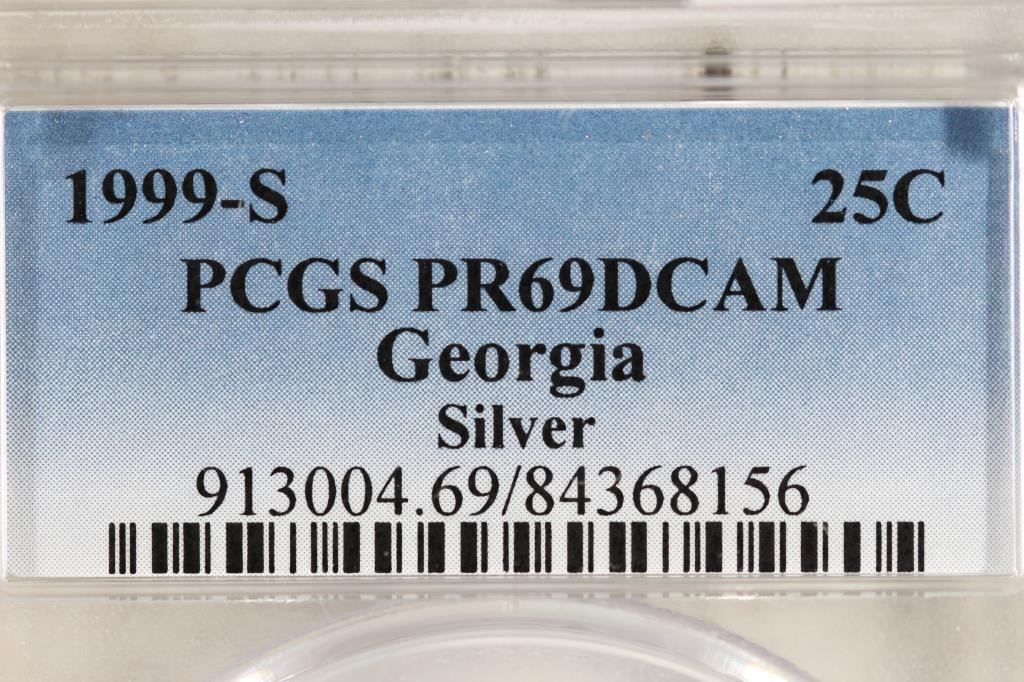 1999-S 25C
PCGS PR69DCAM
Georgia
Silver
913004.69/84368156